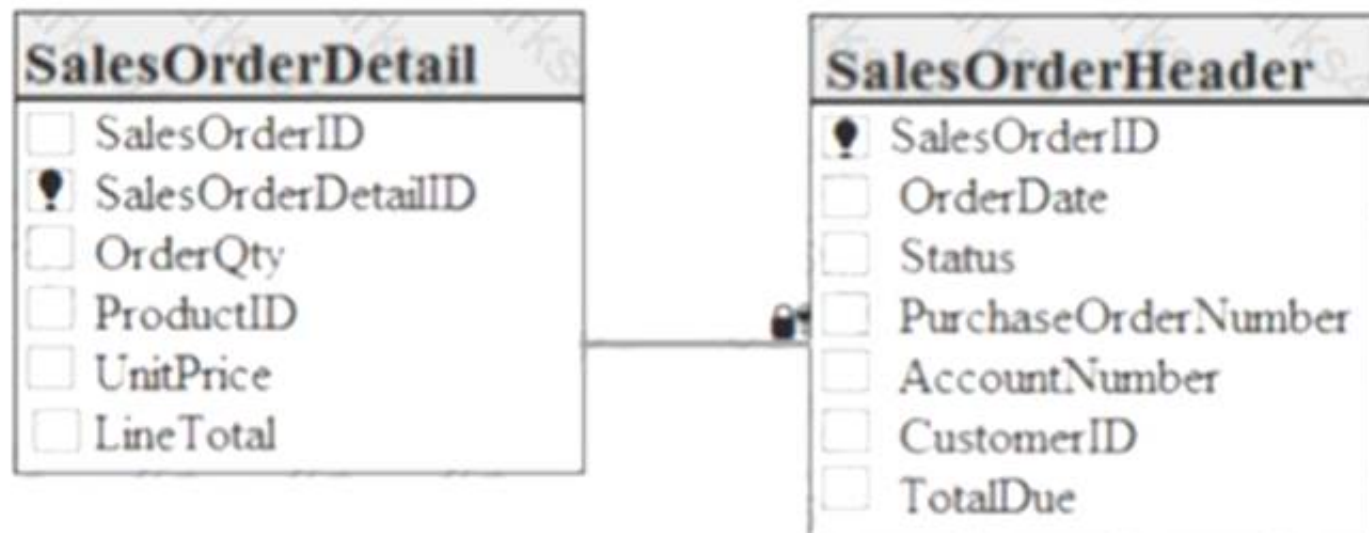 SalesOrderDetail
SalesOrderID
SalesOrderDetailID
OrderQty
ProductID
UnitPrice
LineTotal
SalesOrderHeader
SalesOrderID
OrderDate
Status
PurchaseOrderNumber
AccountNumber
CustomerID
TotalDue